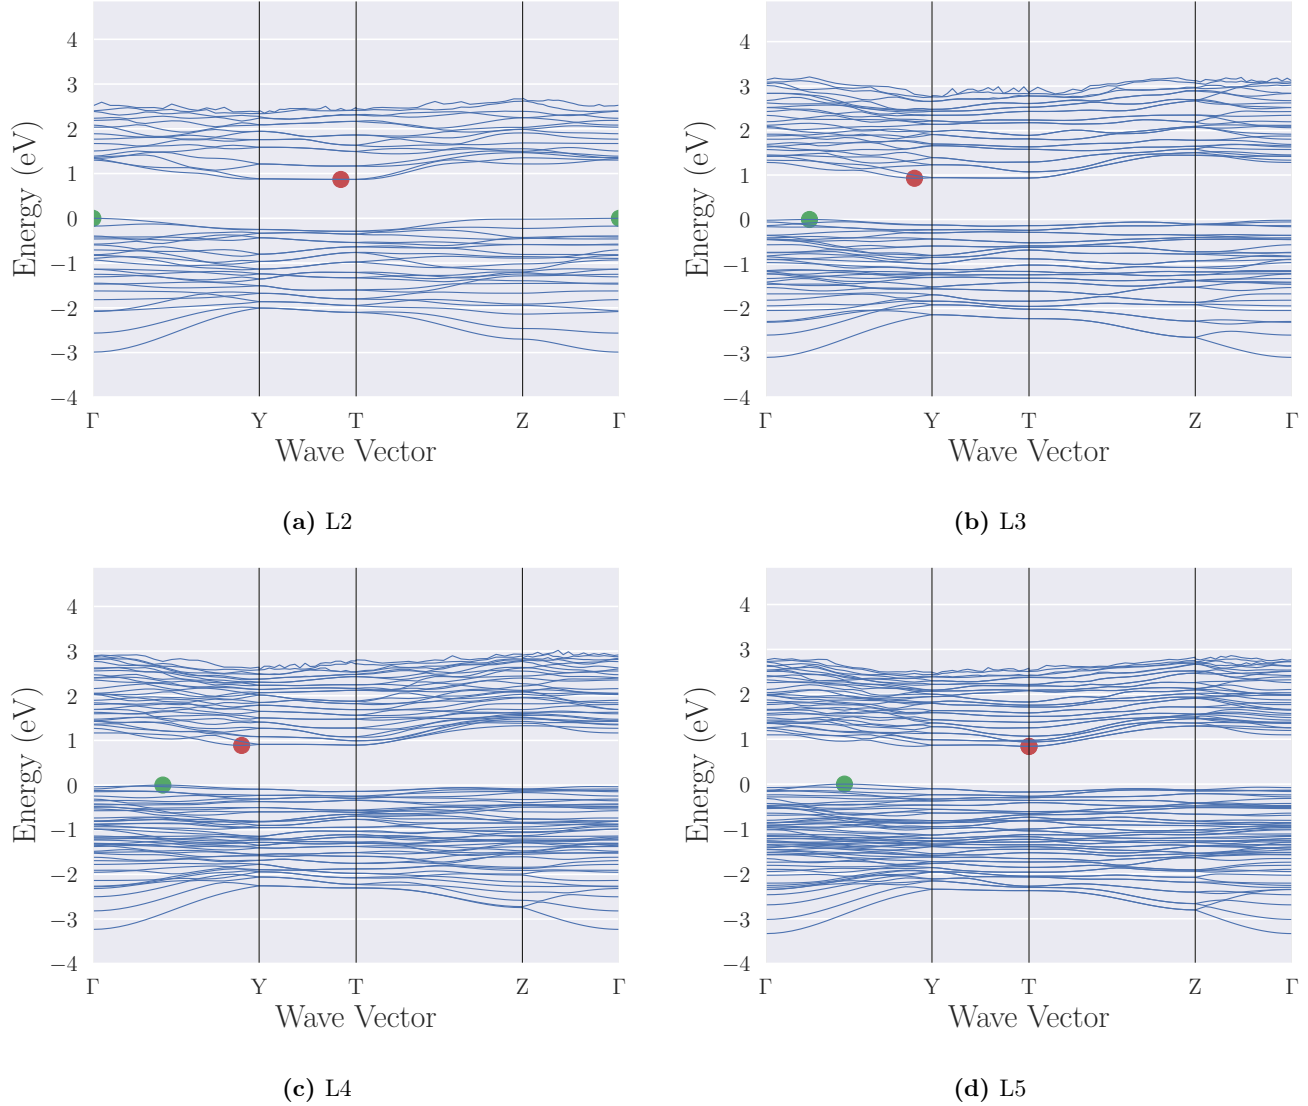 4
3
2
1
0
−1
−2
−3
−4
Energy (eV)
Γ Y T Z Γ
Wave Vector
(a) L2
4
3
2
1
0
−1
−2
−3
−4
Energy (eV)
Γ Y T Z Γ
Wave Vector
(b) L3
4
3
2
1
0
−1
−2
−3
−4
Energy (eV)
Γ Y T Z Γ
Wave Vector
(c) L4
4
3
2
1
0
−1
−2
−3
−4
Energy (eV)
Γ Y T Z Γ
Wave Vector
(d) L5